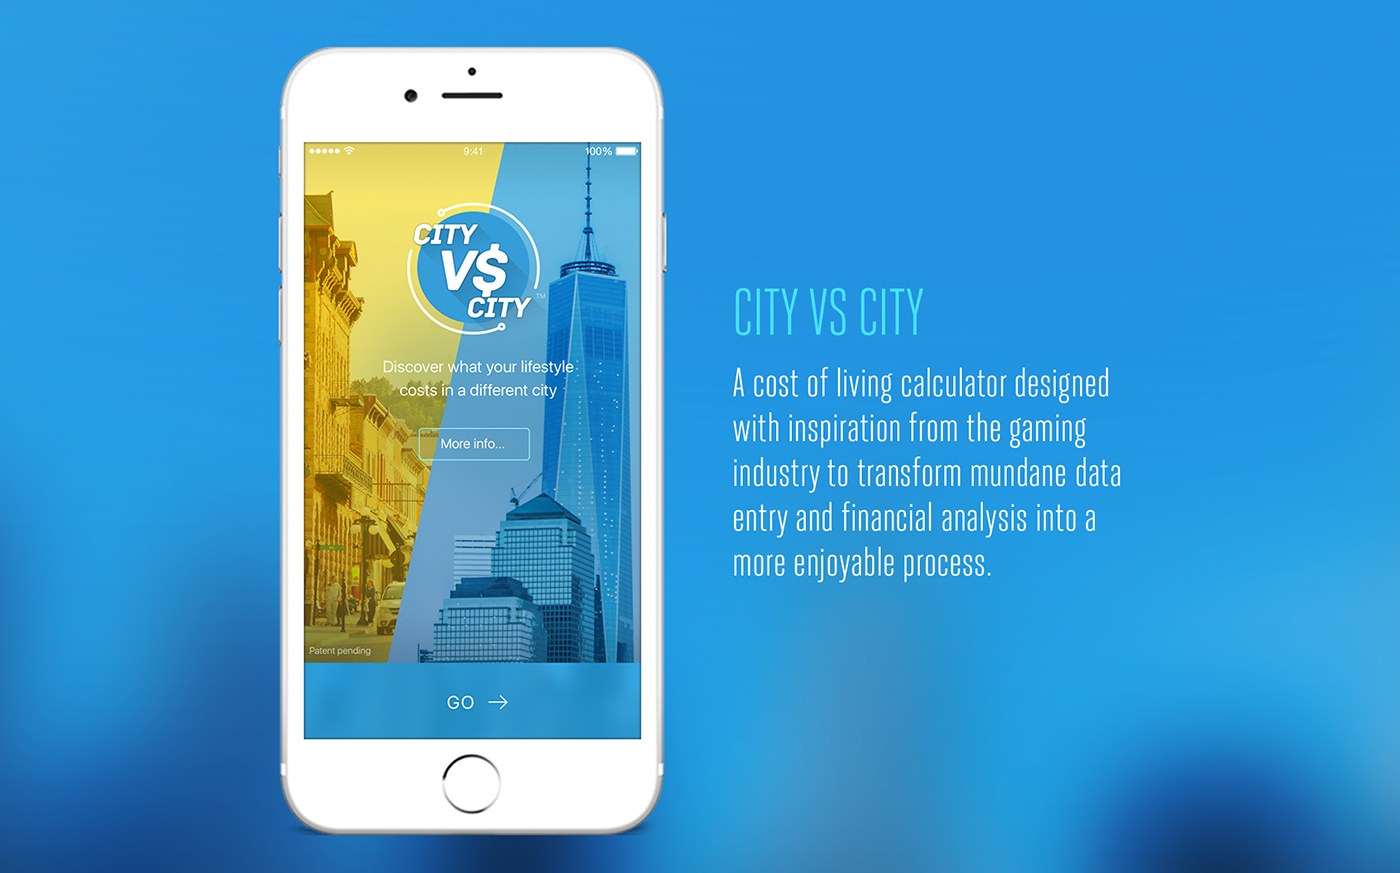 9:41
100%
CITY
V$
CITY
TM
Discover what your lifestyle
costs in a different city
More info...
Patent pending
GO
CITY VS CITY
A cost of living calculator designed
with inspiration from the gaming
industry to transform mundane data
entry and financial analysis into a
more enjoyable process.